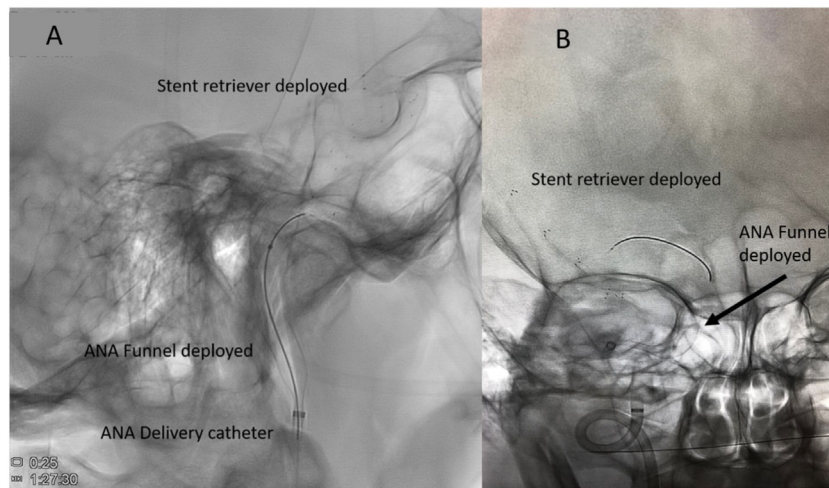 A
Stent retriever deployed
ANA Funnel deployed
ANA Delivery catheter
0:25
1:27:30
B
Stent retriever deployed
ANA Funnel
deployed